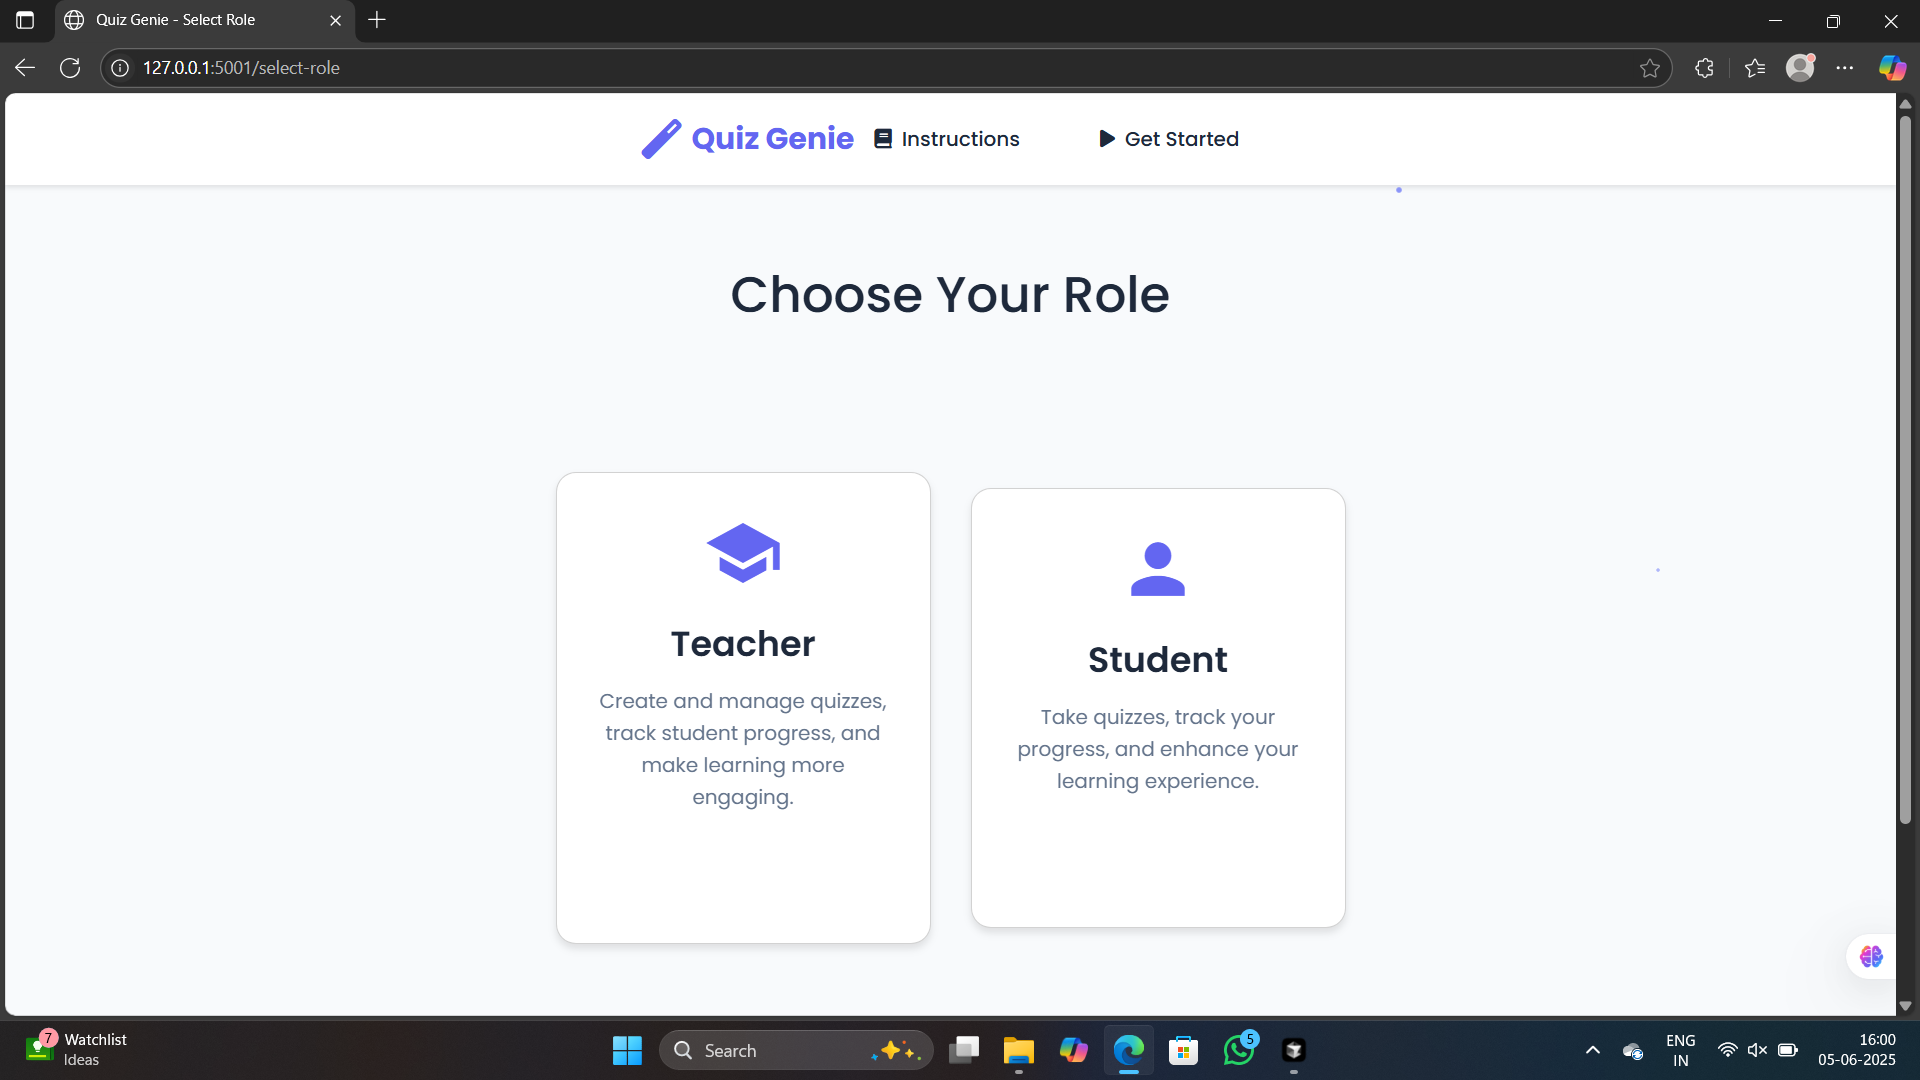 Quiz Genie - Select Role
127.0.0.1:5001/select-role
Quiz Genie
Instructions
Get Started
Choose Your Role
Teacher
Create and manage quizzes,
track student progress, and
make learning more
engaging.
Student
Take quizzes, track your
progress, and enhance your
learning experience.
7
Watchlist
Ideas
Search
5
ENG
IN
16:00
05-06-2025